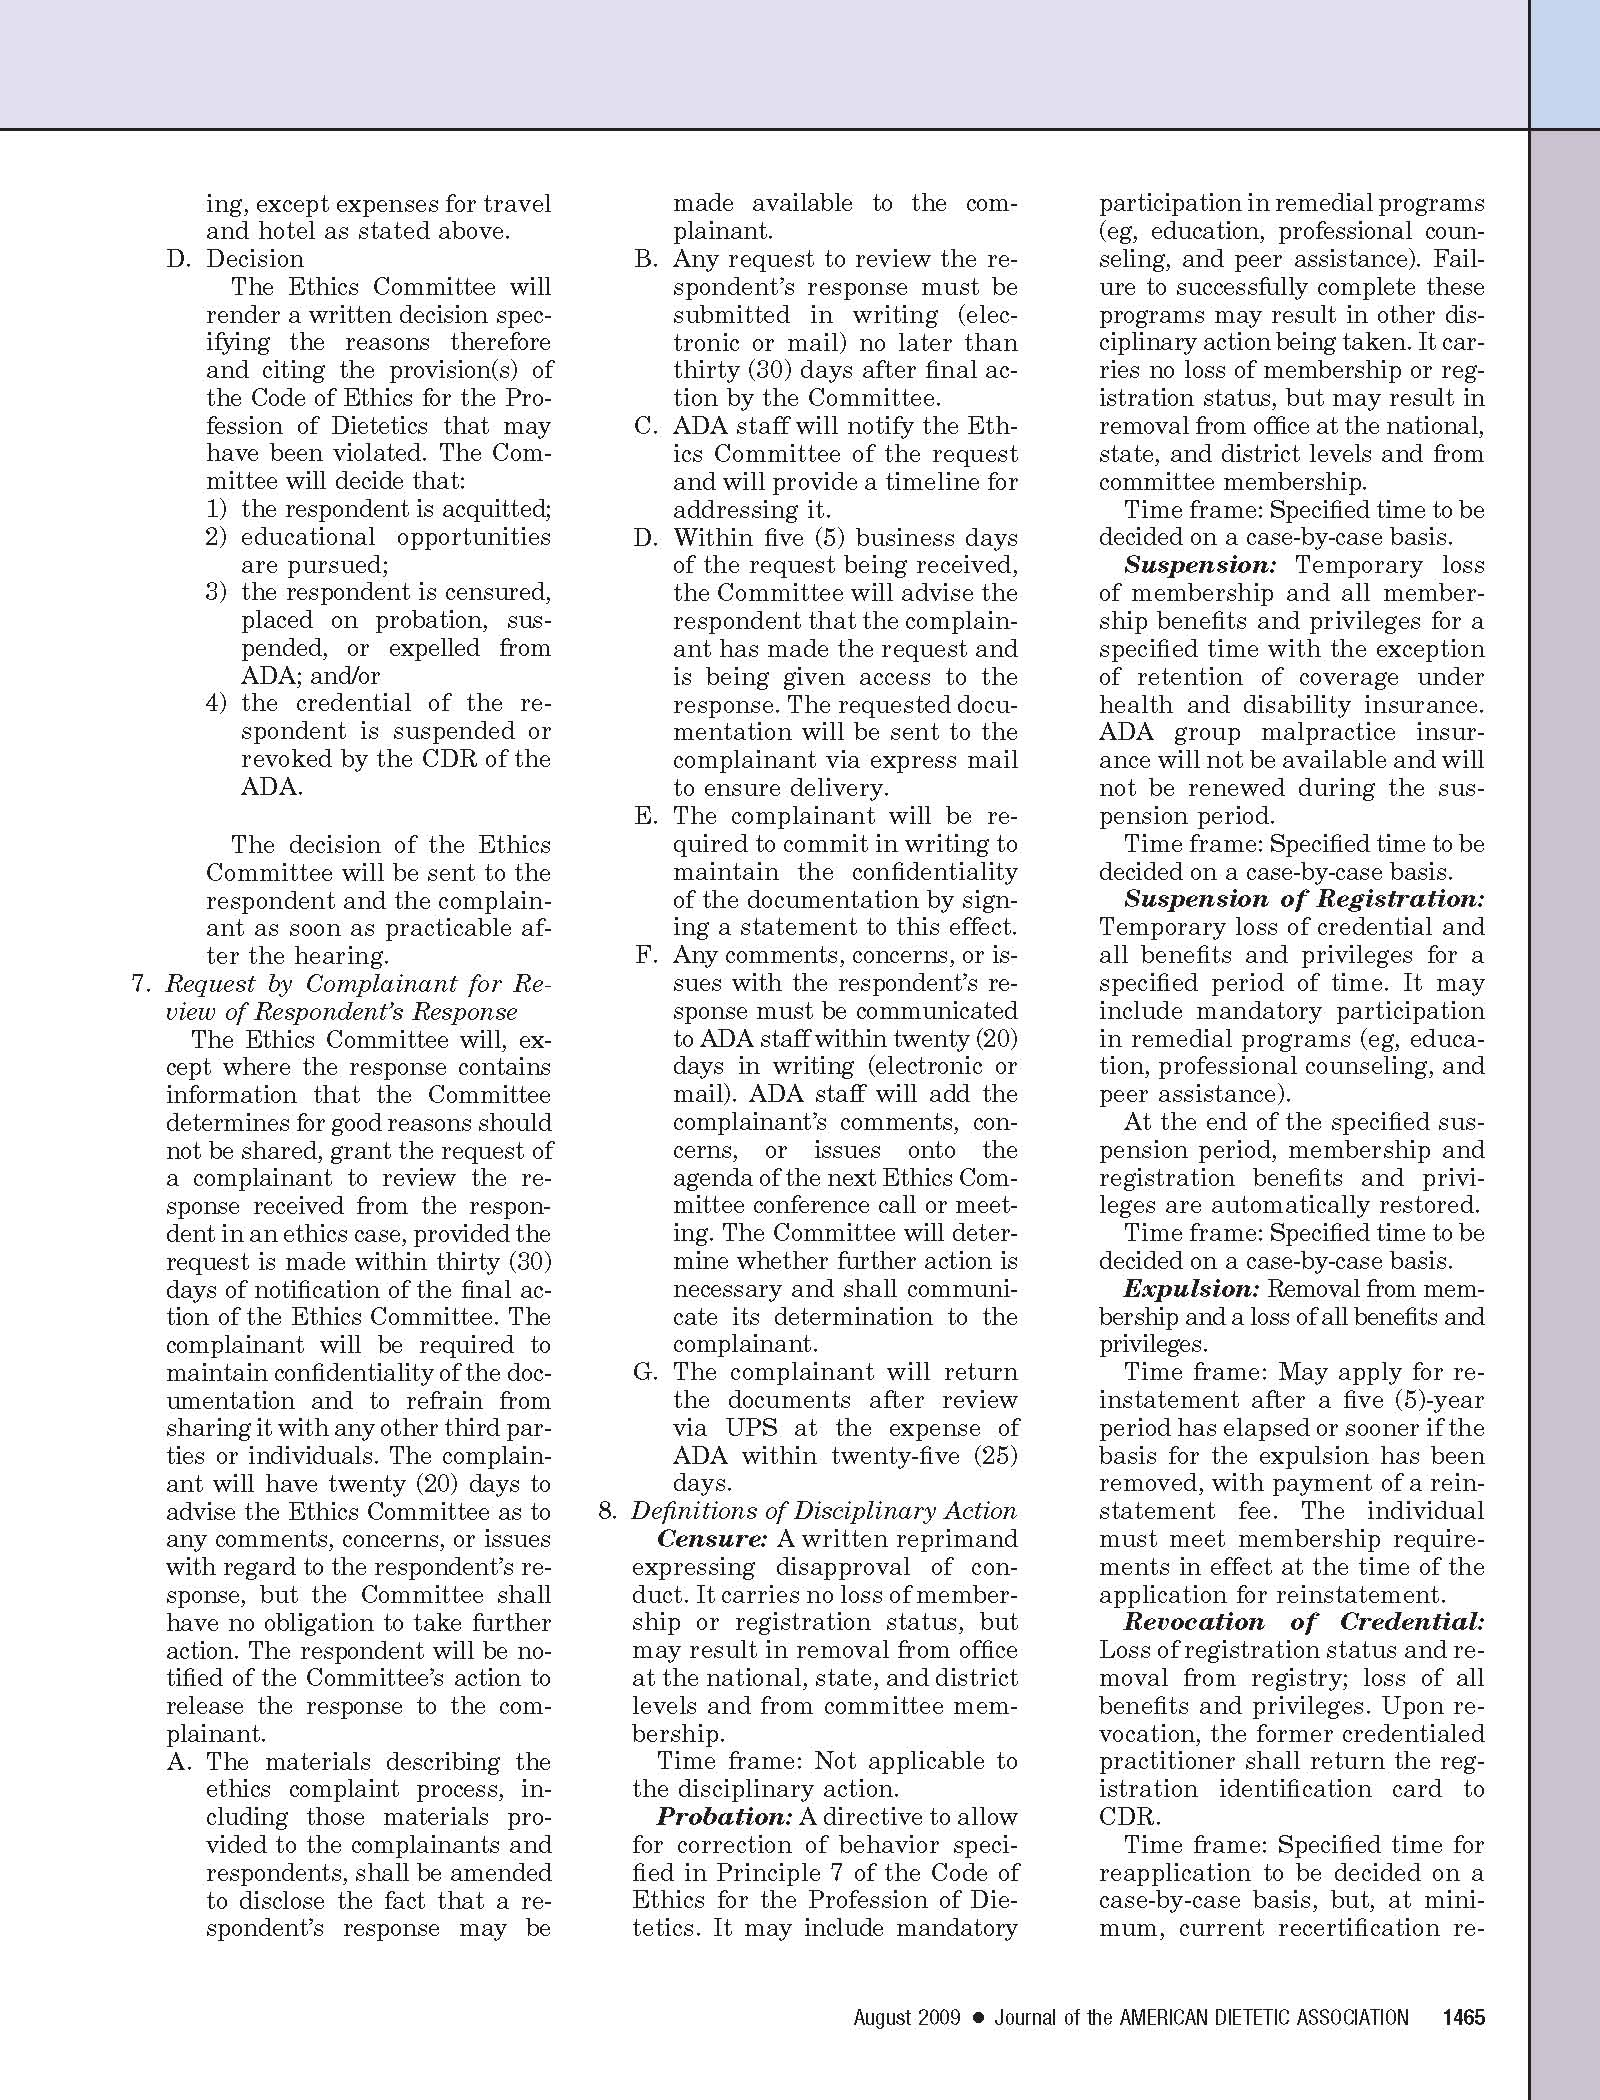 ing, except expenses for travel
and hotel as stated above.
D. Decision
The Ethics Committee will
render a written decision spec-
ifying the reasons therefore
and citing the provision(s) of
the Code of Ethics for the Pro-
fession of Dietetics that may
have been violated. The Com-
mittee will decide that:
1) the respondent is acquitted;
2) educational opportunities
are pursued;
3) the respondent is censured,
placed on probation, sus-
pended, or expelled from
ADA; and/or
4) the credential of the re-
spondent is suspended or
revoked by the CDR of the
ADA.
The decision of the Ethics
Committee will be sent to the
respondent and the complain-
ant as soon as practicable af-
ter the hearing.
7. Request by Complainant for Re-
view of Respondent's Response
The Ethics Committee will, ex-
cept where the response contains
information that the Committee
determines for good reasons should
not be shared, grant the request of
a complainant to review the re-
sponse received from the respon-
dent in an ethics case, provided the
request is made within thirty (30)
days of notification of the final ac-
tion of the Ethics Committee. The
complainant will be required to
maintain confidentiality of the doc-
umentation and to refrain from
sharing it with any other third par-
ties or individuals. The complain-
ant will have twenty (20) days to
advise the Ethics Committee as to
any comments, concerns, or issues
with regard to the respondent's re-
sponse, but the Committee shall
have no obligation to take further
action. The respondent will be no-
tified of the Committee's action to
release the response to the com-
plainant.
A. The materials describing the
ethics complaint process, in-
cluding those materials pro-
vided to the complainants and
respondents, shall be amended
to disclose the fact that a re-
spondent's response may be
made available to the com-
plainant.
B. Any request to review the re-
spondent's response must be
submitted in writing (elec-
tronic or mail) no later than
thirty (30) days after final ac-
tion by the Committee.
C. ADA staff will notify the Eth-
ics Committee of the request
and will provide a timeline for
addressing it.
D. Within five (5) business days
of the request being received,
the Committee will advise the
respondent that the complain-
ant has made the request and
is being given access to the
response. The requested docu-
mentation will be sent to the
complainant via express mail
to ensure delivery.
E. The complainant will be re-
quired to commit in writing to
maintain the confidentiality
of the documentation by sign-
ing a statement to this effect.
F. Any comments, concerns, or is-
sues with the respondent's re-
sponse must be communicated
to ADA staff within twenty (20)
days in writing (electronic or
mail). ADA staff will add the
complainant's comments, con-
cerns, or issues onto the
agenda of the next Ethics Com-
mittee conference call or meet-
ing. The Committee will deter-
mine whether further action is
necessary and shall communi-
cate its determination to the
complainant.
G. The complainant will return
the documents after review
via UPS at the expense of
ADA within twenty-five (25)
days.
8. Definitions of Disciplinary Action
Censure: A written reprimand
expressing disapproval of con-
duct. It carries no loss of member-
ship or registration status, but
may result in removal from office
at the national, state, and district
levels and from committee mem-
bership.
Time frame: Not applicable to
the disciplinary action.
Probation: A directive to allow
for correction of behavior speci-
fied in Principle 7 of the Code of
Ethics for the Profession of Die-
tetics. It may include mandatory
participation in remedial programs
(eg, education, professional coun-
seling, and peer assistance). Fail-
ure to successfully complete these
programs may result in other dis-
ciplinary action being taken. It car-
ries no loss of membership or reg-
istration status, but may result in
removal from office at the national,
state, and district levels and from
committee membership.
Time frame: Specified time to be
decided on a case-by-case basis.
Suspension: Temporary loss
of membership and all member-
ship benefits and privileges for a
specified time with the exception
of retention of coverage under
health and disability insurance.
ADA group malpractice insur-
ance will not be available and will
not be renewed during the sus-
pension period.
Time frame: Specified time to be
decided on a case-by-case basis.
Suspension of Registration:
Temporary loss of credential and
all benefits and privileges for a
specified period of time. It may
include mandatory participation
in remedial programs (eg, educa-
tion, professional counseling, and
peer assistance).
At the end of the specified sus-
pension period, membership and
registration benefits and privi-
leges are automatically restored.
Time frame: Specified time to be
decided on a case-by-case basis.
Expulsion: Removal from mem-
bership and a loss of all benefits and
privileges.
Time frame: May apply for re-
instatement after a five (5)-year
period has elapsed or sooner if the
basis for the expulsion has been
removed, with payment of a rein-
statement fee. The individual
must meet membership require-
ments in effect at the time of the
application for reinstatement.
Revocation of Credential:
Loss of registration status and re-
moval from registry; loss of all
benefits and privileges. Upon re-
vocation, the former credentialed
practitioner shall return the reg-
istration identification card to
CDR.
Time frame: Specified time for
reapplication to be decided on a
case-by-case basis, but, at mini-
mum, current recertification re-
August 2009 ● Journal of the AMERICAN DIETETIC ASSOCIATION 1465